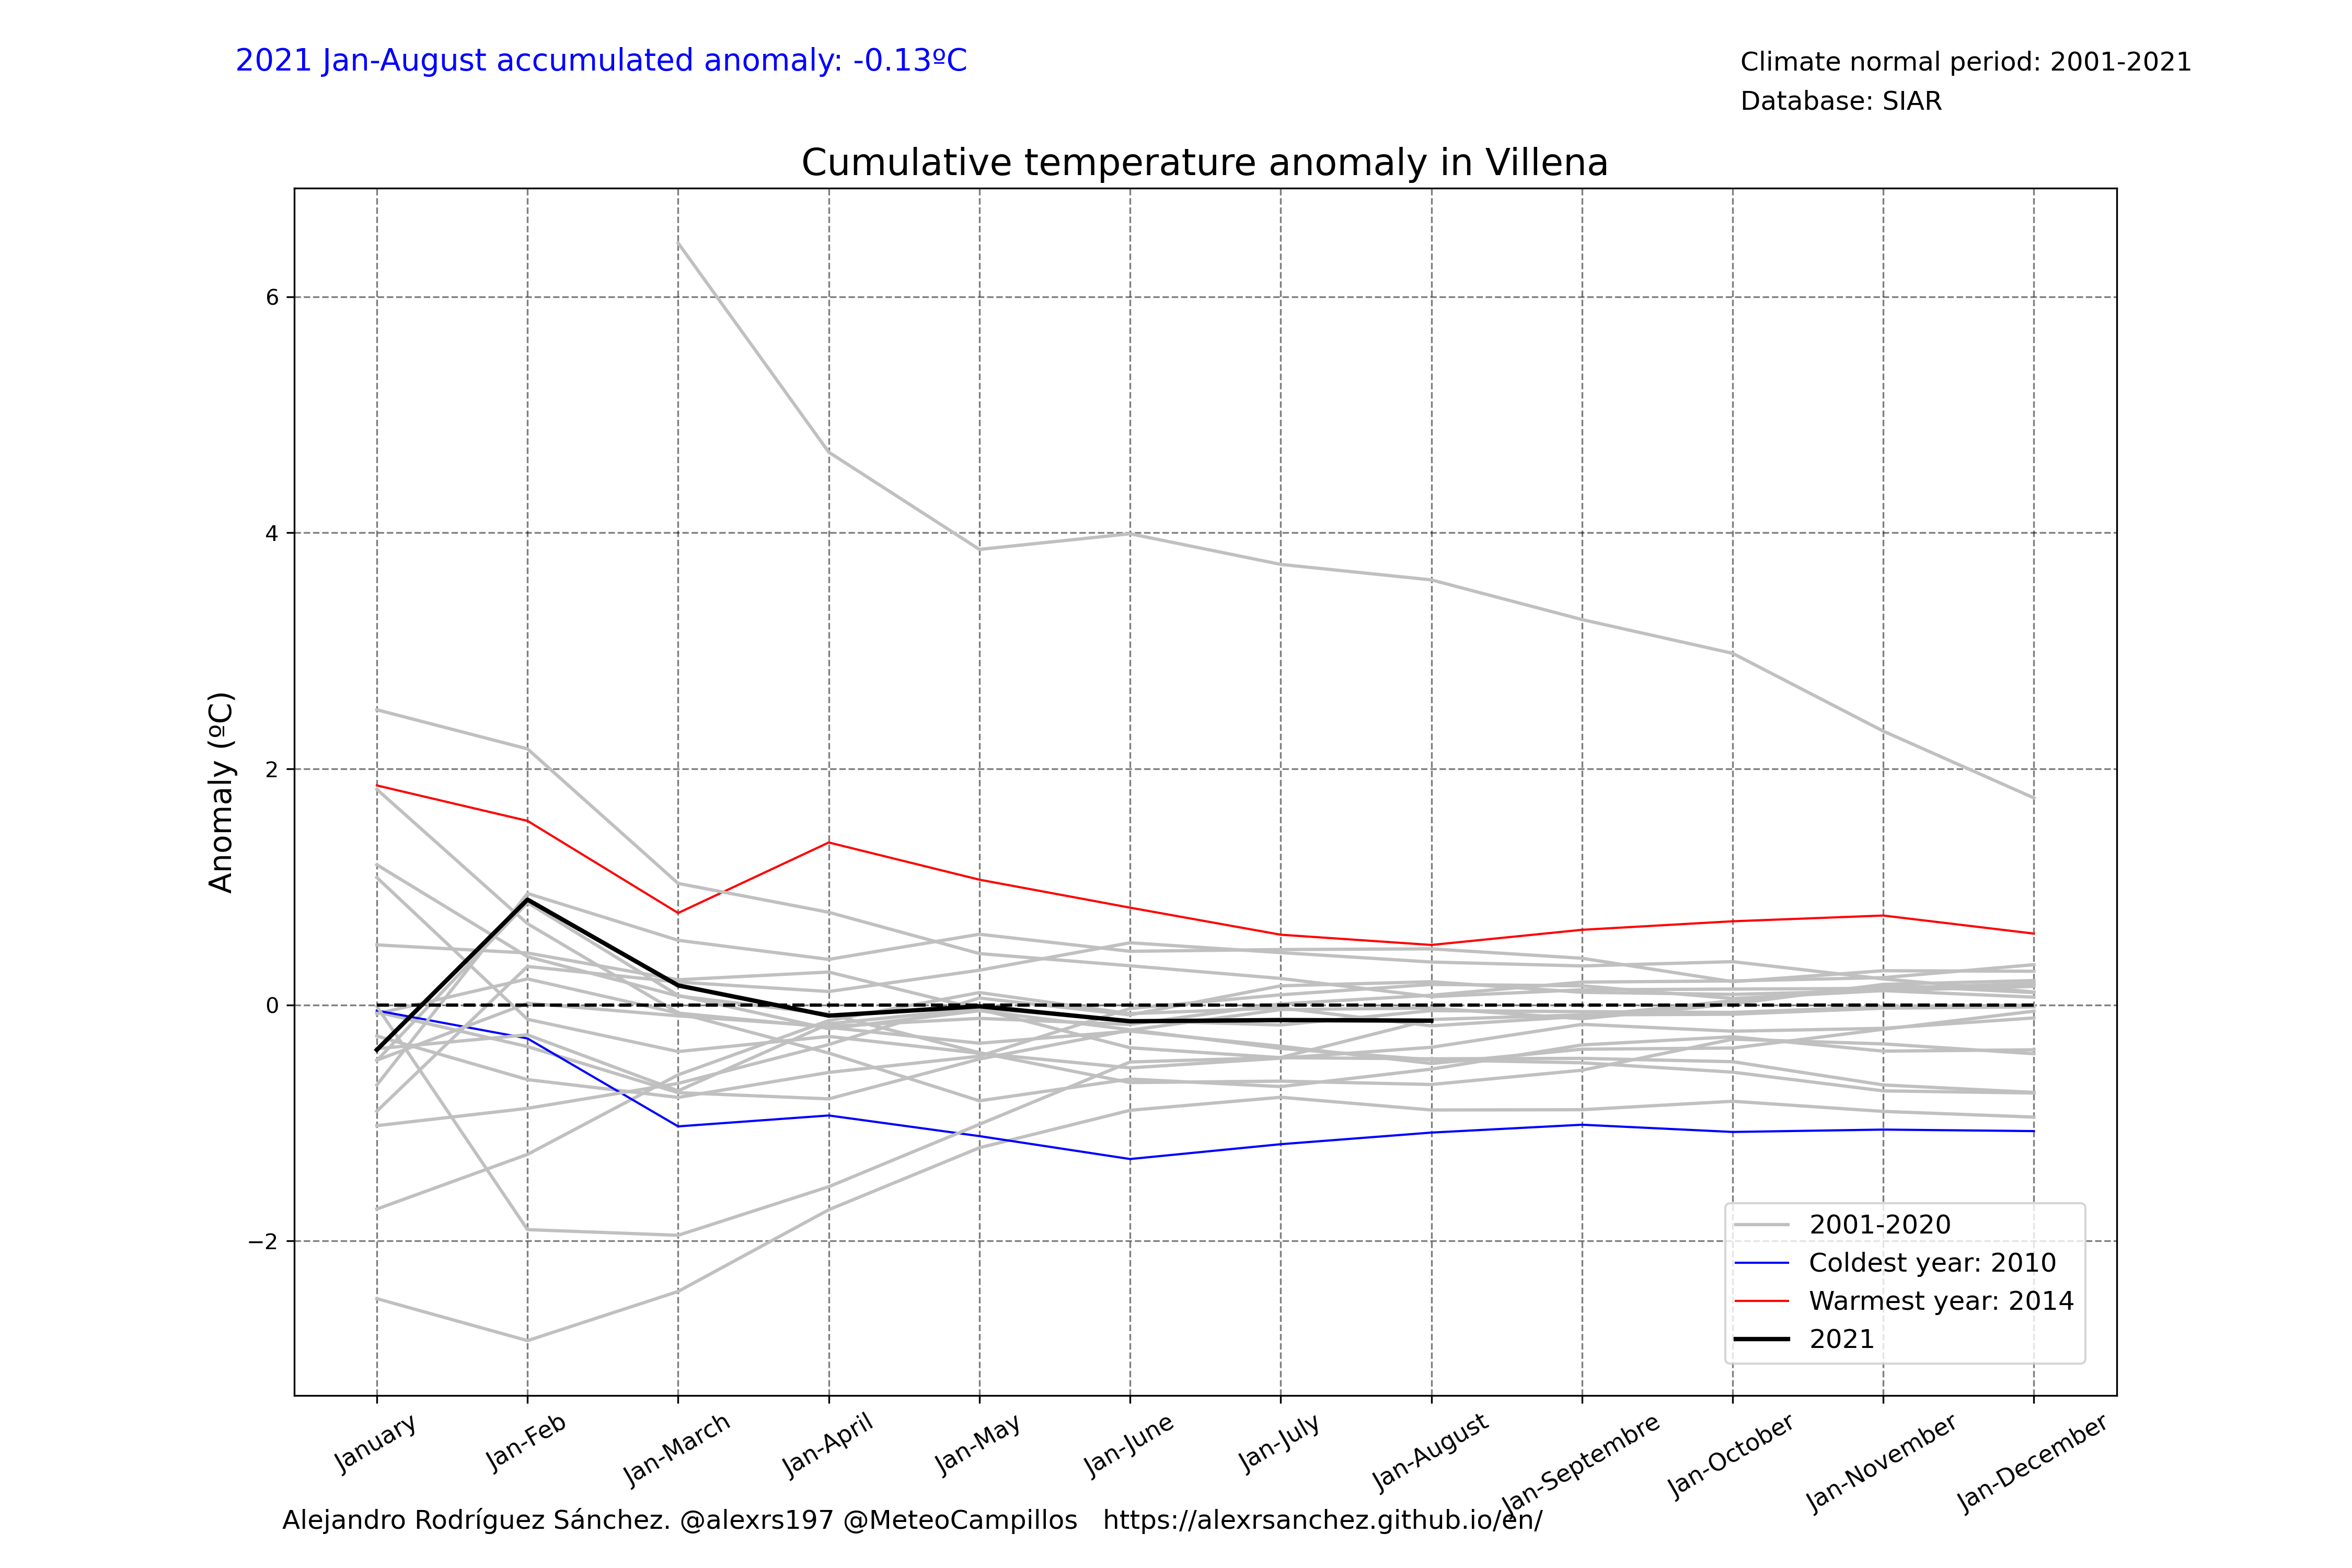 2021 Jan-August accumulated anomaly: -0.13ºC
Climate normal period: 2001-2021
Database: SIAR
Cumulative temperature anomaly in Villena
Anomaly (ºC)
6
4
2
0
−2
2001-2020
Coldest year: 2010
Warmest year: 2014
2021
January
Jan-Feb
Jan-March
Jan-April
Jan-May
Jan-June
Jan-July
Jan-August
Jan-Septembre
Jan-October
Jan-November
Jan-December
Alejandro Rodríguez Sánchez. @alexrs197 @MeteoCampillos https://alexrsanchez.github.io/en/